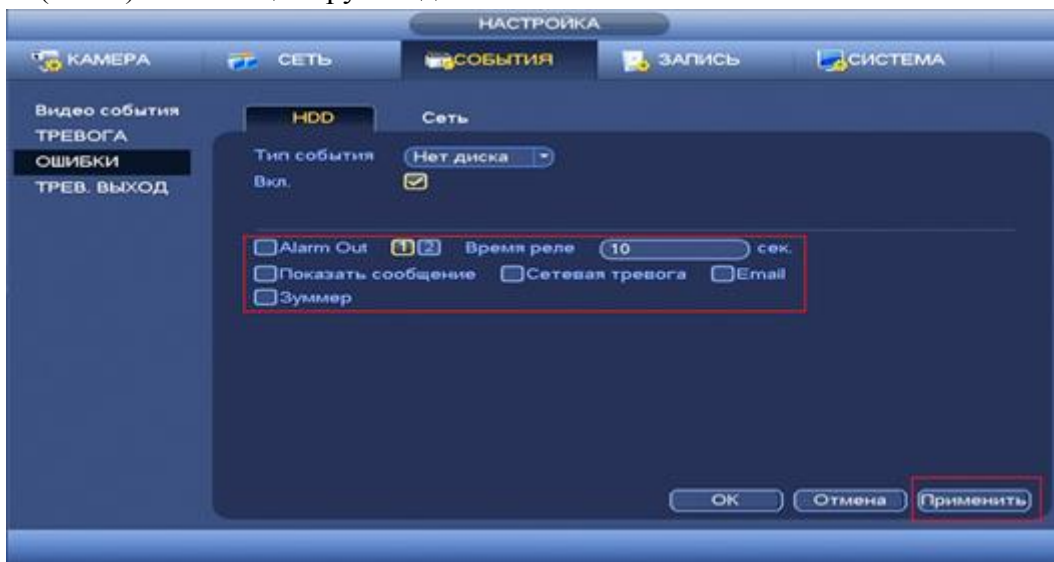 НАСТРОЙКА
КАМЕРА СЕТЬ СОБЫТИЯ ЗАПИСЬ СИСТЕМА
Видео события
ТРЕВОГА
ОШИБКИ
ТРЕВ. ВЫХОД
HDD Сеть
Тип события Нет диска
Вкл.
Alarm Out 1 2 Время реле 10 сек.
Показать сообщение Сетевая тревога Email
Зуммер
OK Отмена Применить